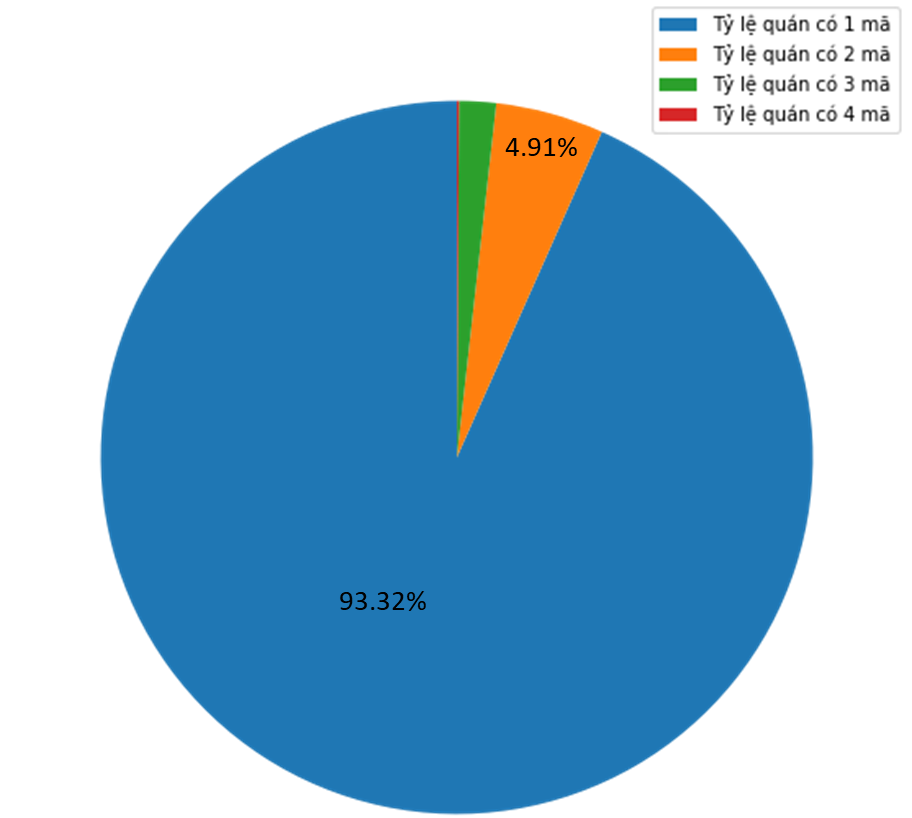 Tỷ lệ quán có 1 mã
Tỷ lệ quán có 2 mã
Tỷ lệ quán có 3 mã
Tỷ lệ quán có 4 mã
4.91%
93.32%